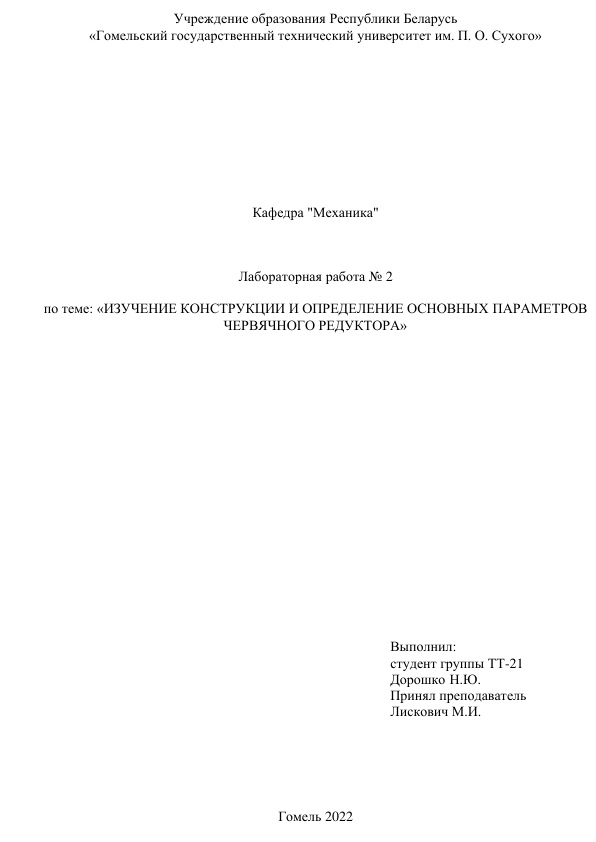 Учреждение образования Республики Беларусь
«Гомельский государственный технический университет им. П. О. Сухого»
Кафедра "Механика"
Лабораторная работа № 2
по теме: «ИЗУЧЕНИЕ КОНСТРУКЦИИ И ОПРЕДЕЛЕНИЕ ОСНОВНЫХ ПАРАМЕТРОВ
ЧЕРВЯЧНОГО РЕДУКТОРА»
Выполнил:
студент группы ТТ-21
Дорошко Н.Ю.
Принял преподаватель
Лискович М.И.
Гомель 2022